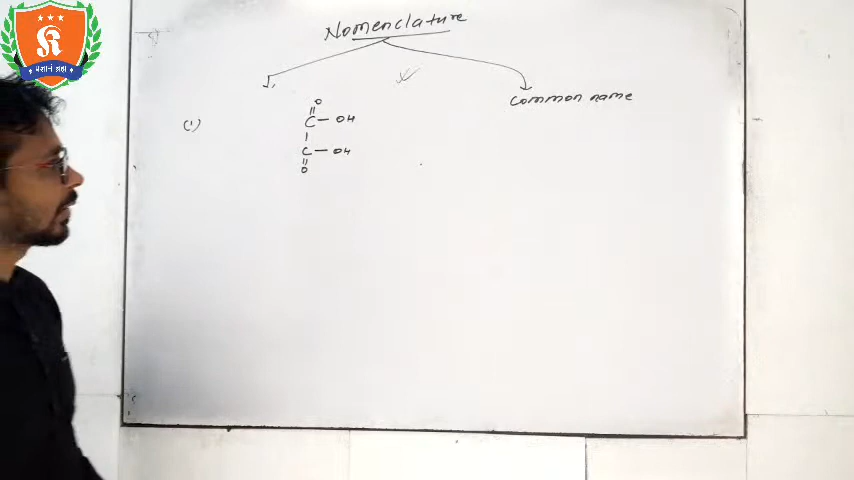 Nomenclature
common name
(1)
O
C — OH
C — OH
O
K